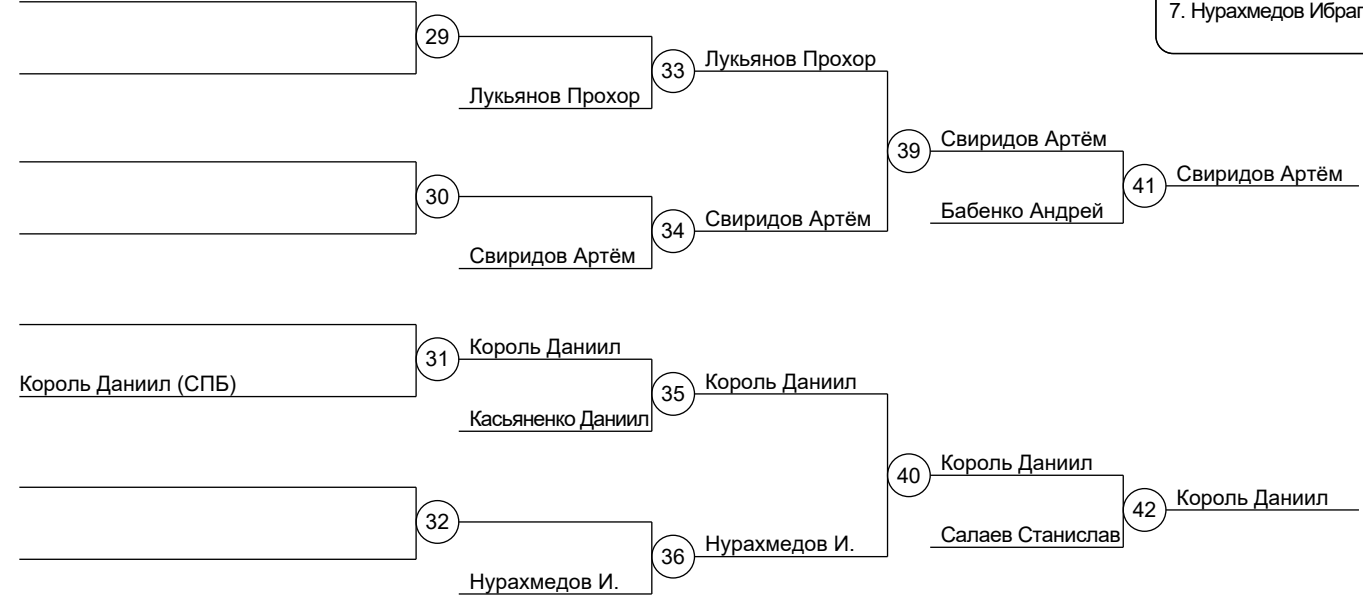 7. Нурахмедов Ибраг
29
33
Лукьянов Прохор
Лукьянов Прохор
39
Свиридов Артём
41
Свиридов Артём
30
34
Свиридов Артём
Бабенко Андрей
Свиридов Артём
31
Король Даниил
Король Даниил (СПБ)
35
Король Даниил
Касьяненко Даниил
40
Король Даниил
42
Король Даниил
32
36
Нурахмедов И.
Салаев Станислав
Нурахмедов И.